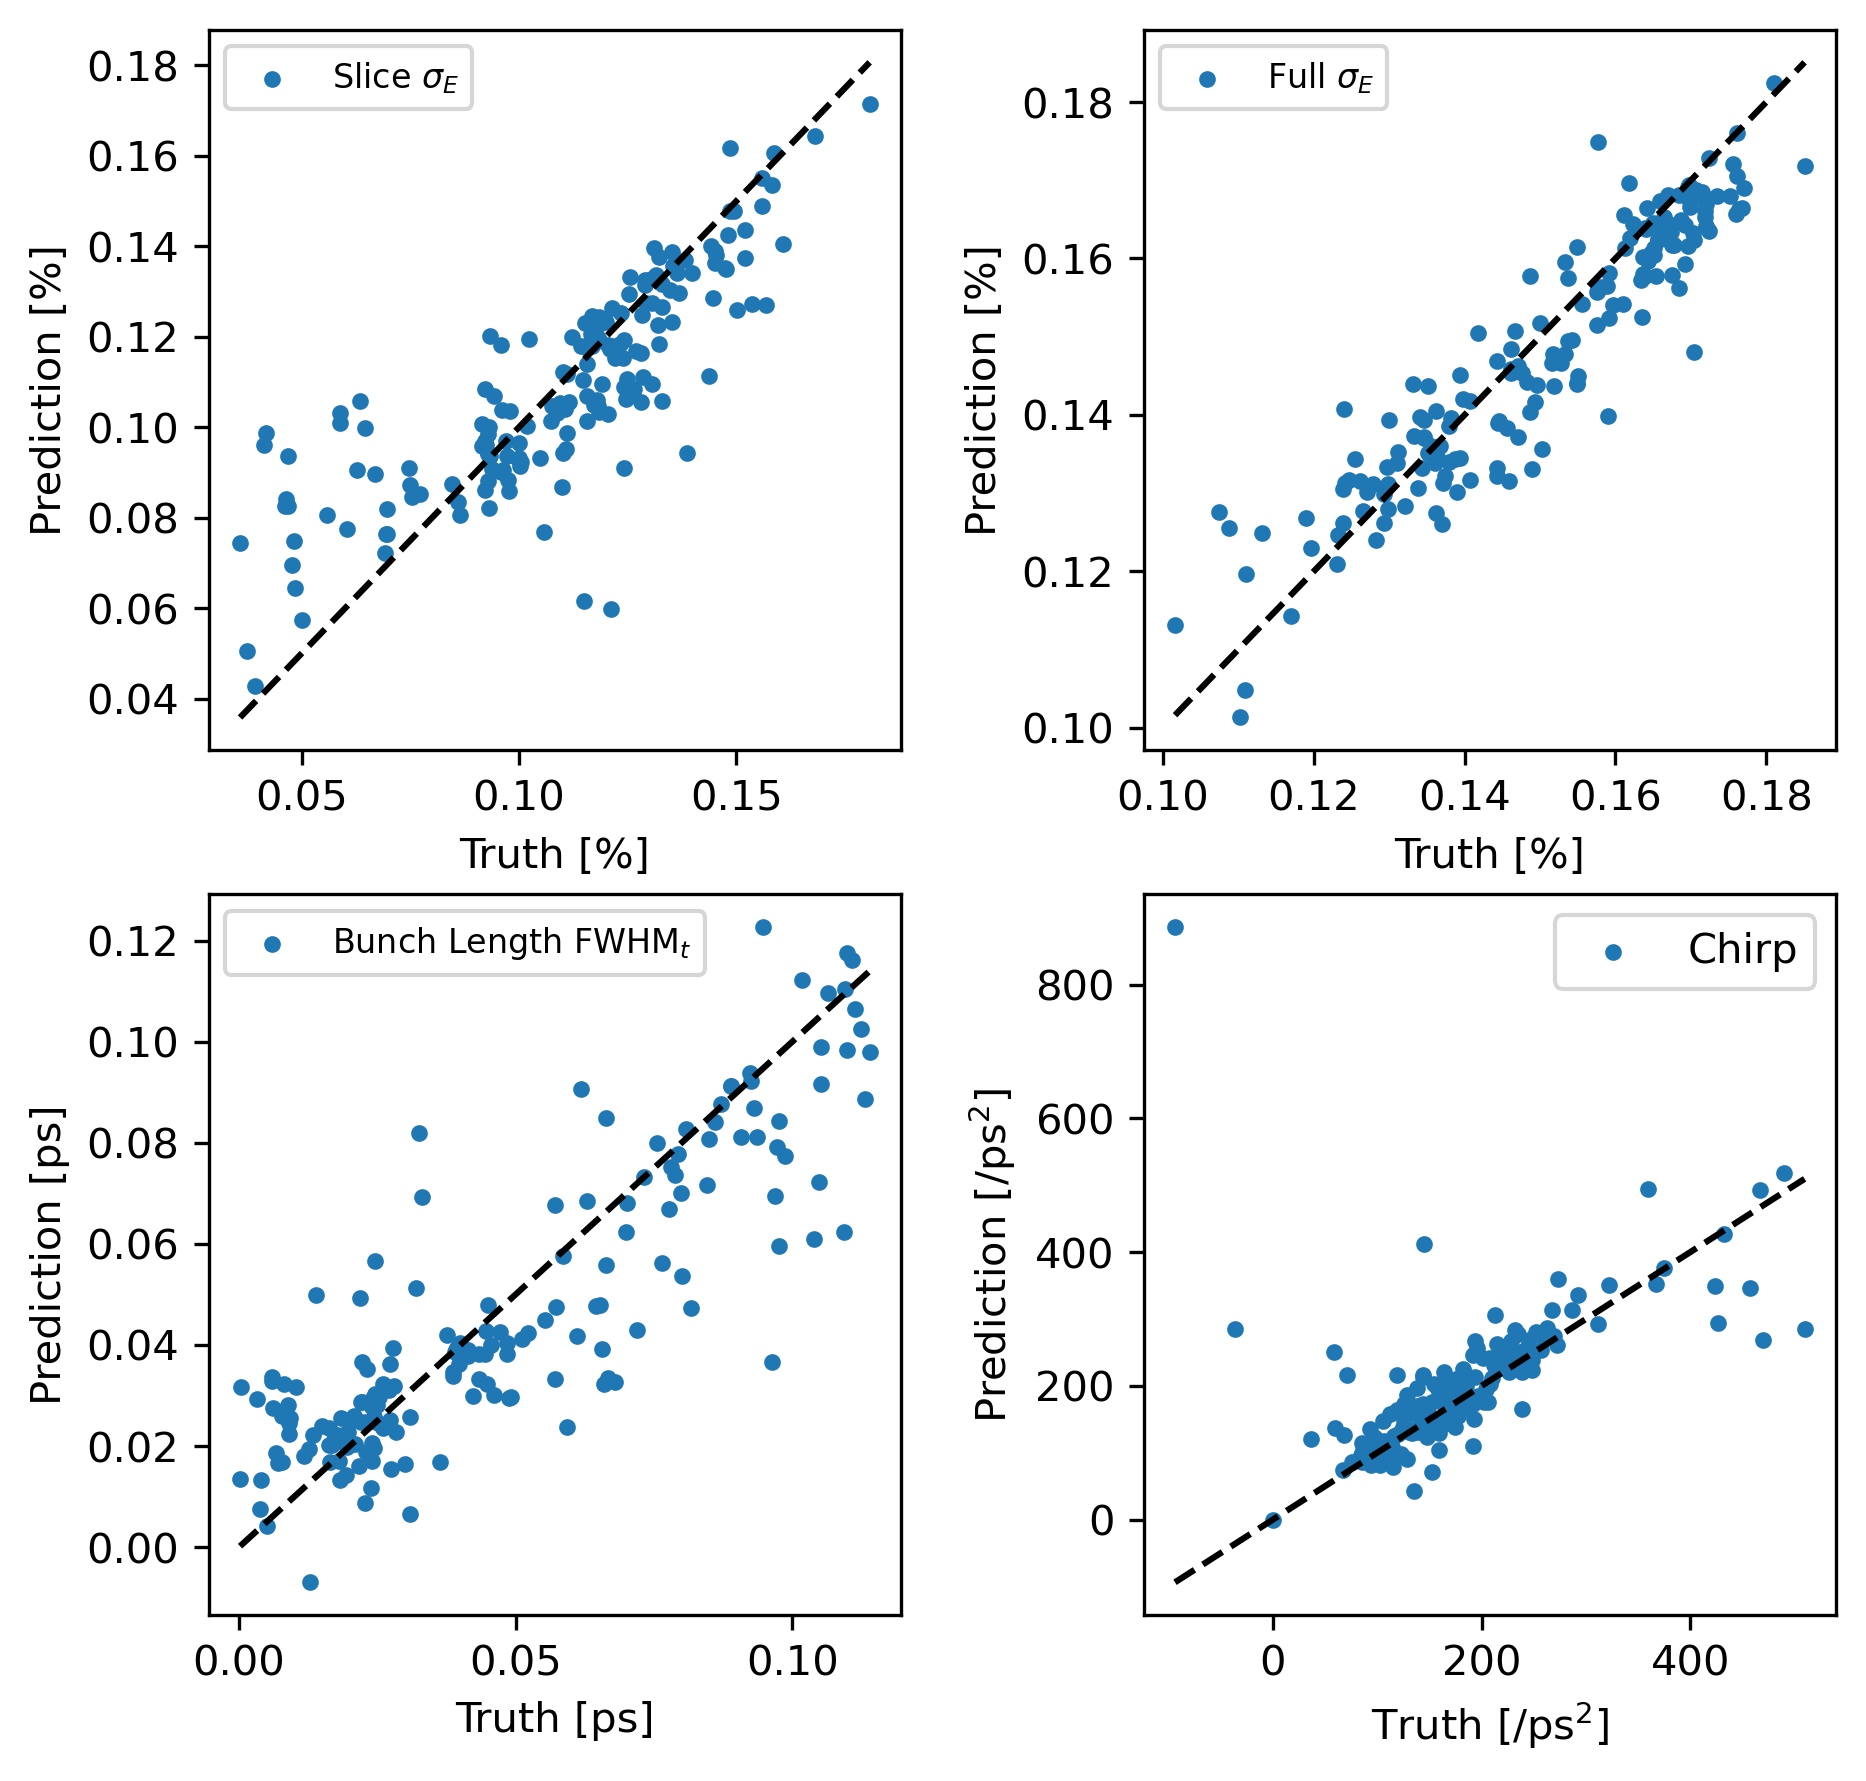 Slice σ_E
Prediction [%]
0.18
0.16
0.14
0.12
0.10
0.08
0.06
0.04
0.05 0.10 0.15
Truth [%]
Full σ_E
Prediction [%]
0.18
0.16
0.14
0.12
0.10
0.10 0.12 0.14 0.16 0.18
Truth [%]
Bunch Length FWHM_t
Prediction [ps]
0.12
0.10
0.08
0.06
0.04
0.02
0.00
0.00 0.05 0.10
Truth [ps]
Chirp
Prediction [/ps²]
800
600
400
200
0
0 200 400
Truth [/ps²]